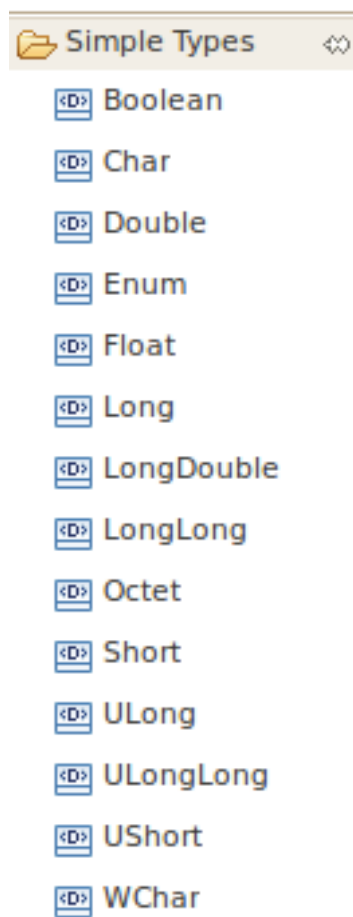 Simple Types
<D> Boolean
<D> Char
<D> Double
<D> Enum
<D> Float
<D> Long
<D> LongDouble
<D> LongLong
<D> Octet
<D> Short
<D> ULong
<D> ULongLong
<D> UShort
<D> WChar